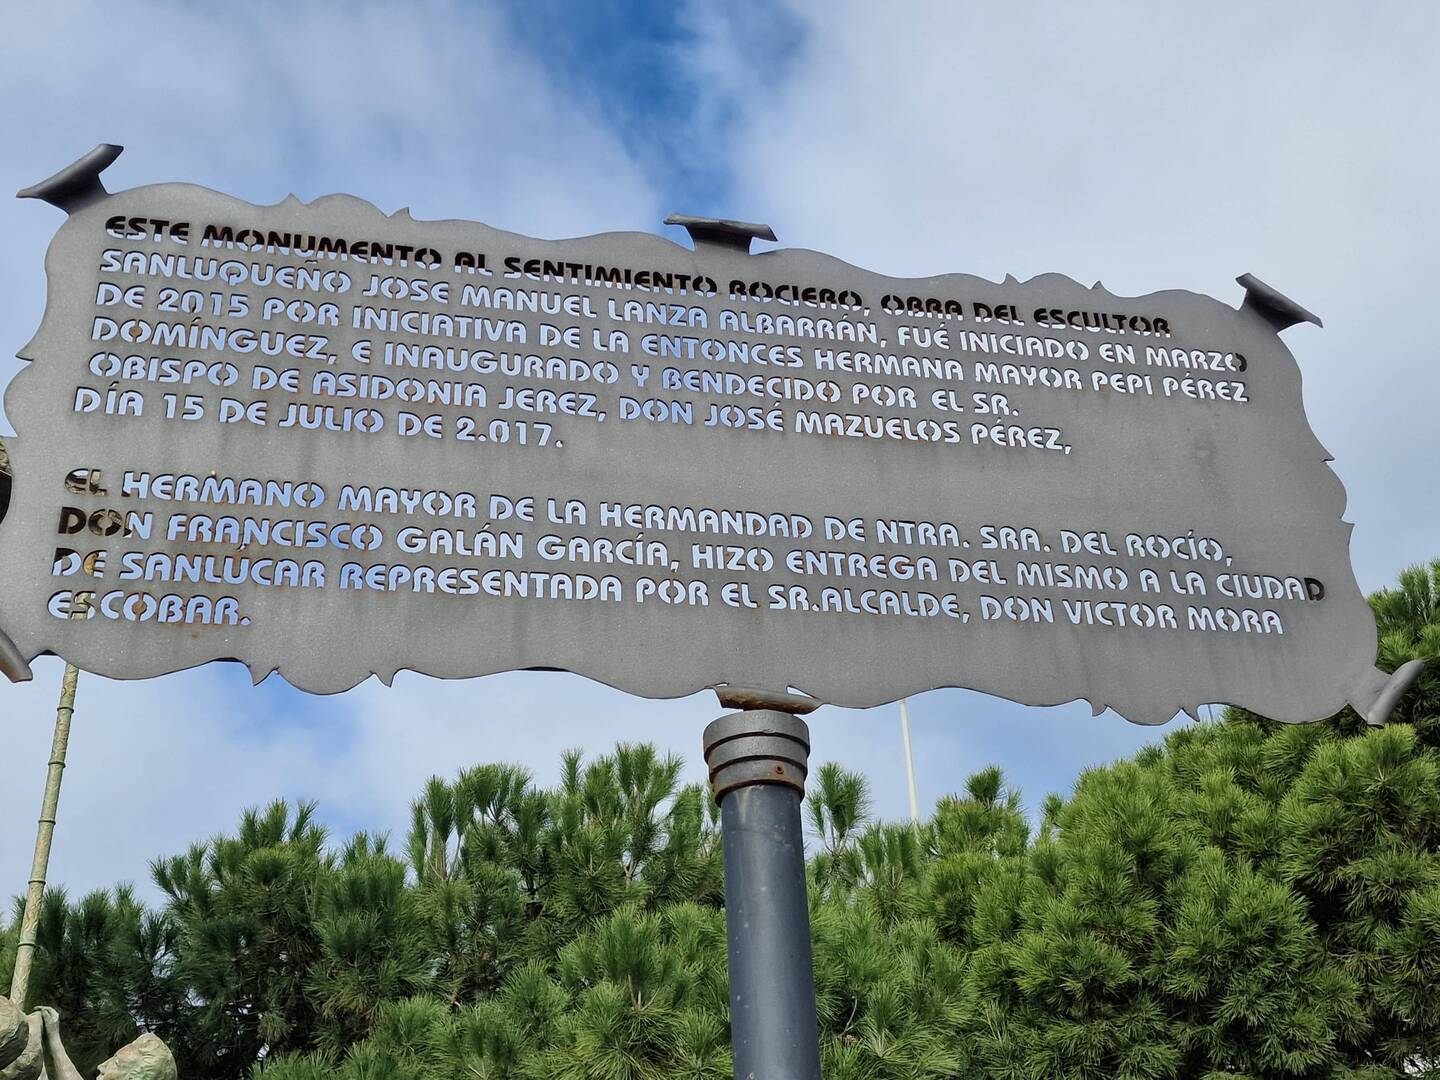 ESTE MONUMENTO AL SENTIMIENTO ROCIERO, OBRA DEL ESCULTOR
SANLUQUEÑO JOSE MANUEL LANZA ALBARRÁN, FUÉ INICIADO EN MARZO
DE 2015 POR INICIATIVA DE LA ENTONCES HERMANA MAYOR PEPI PÉREZ
DOMÍNGUEZ, E INAUGURADO Y BENDECIDO POR EL SR.
OBISPO DE ASIDONIA JEREZ, DON JOSÉ MAZUELOS PÉREZ,
DÍA 15 DE JULIO DE 2.017.
EL HERMANO MAYOR DE LA HERMANDAD DE NTRA. SRA. DEL ROCÍO,
DON FRANCISCO GALÁN GARCÍA, HIZO ENTREGA DEL MISMO A LA CIUDAD
DE SANLÚCAR REPRESENTADA POR EL SR.ALCALDE, DON VICTOR MORA
ESCOBAR.